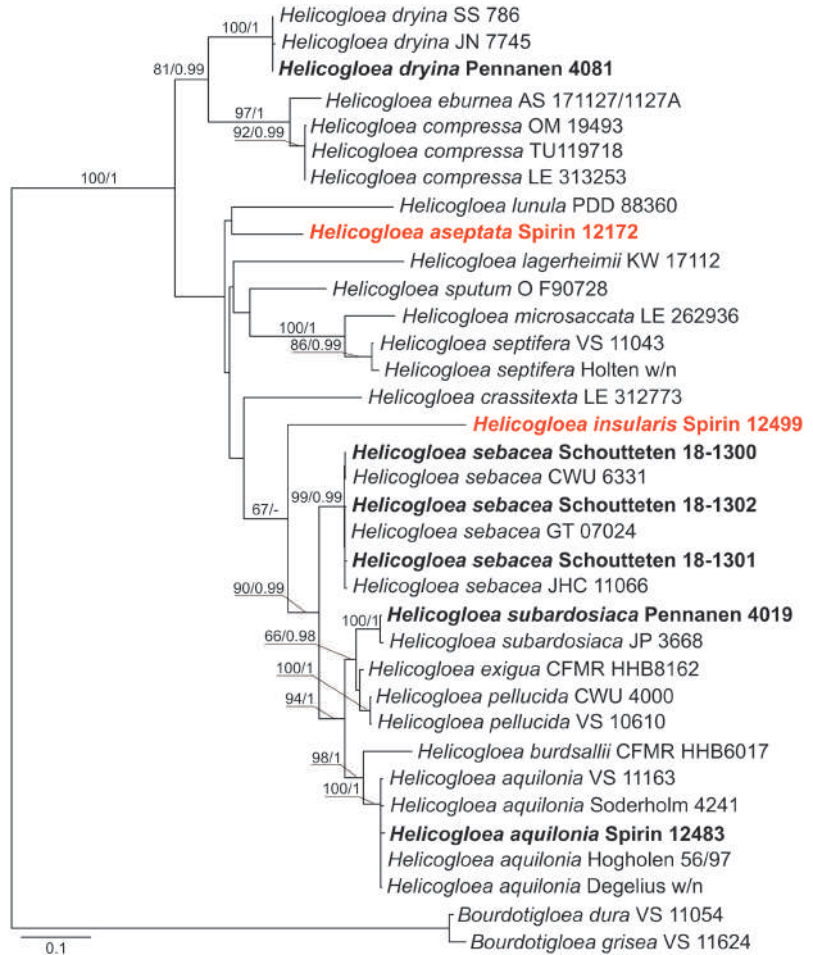 100/1
Helicogloea dryina SS 786
Helicogloea dryina JN 7745
Helicogloea dryina Pennanen 4081
81/0.99
Helicogloea eburnea AS 171127/1127A
97/1
Helicogloea compressa OM 19493
92/0.99
Helicogloea compressa TU119718
Helicogloea compressa LE 313253
100/1
Helicogloea lunula PDD 88360
Helicogloea aseptata Spirin 12172
Helicogloea lagerheimii KW 17112
Helicogloea sputum O F90728
Helicogloea microsaccata LE 262936
100/1
Helicogloea septifera VS 11043
86/0.99
Helicogloea septifera Holten w/n
Helicogloea crassitexta LE 312773
Helicogloea insularis Spirin 12499
Helicogloea sebacea Schoutteten 18-1300
Helicogloea sebacea CWU 6331
99/0.99
Helicogloea sebacea Schoutteten 18-1302
67/-
Helicogloea sebacea GT 07024
Helicogloea sebacea Schoutteten 18-1301
90/0.99
Helicogloea sebacea JHC 11066
Helicogloea subardosiaca Pennanen 4019
100/1
Helicogloea subardosiaca JP 3668
66/0.98
Helicogloea exigua CFMR HHB8162
100/1
Helicogloea pellucida CWU 4000
94/1
Helicogloea pellucida VS 10610
Helicogloea burdsallii CFMR HHB6017
98/1
Helicogloea aquilonia VS 11163
100/1
Helicogloea aquilonia Soderholm 4241
Helicogloea aquilonia Spirin 12483
Helicogloea aquilonia Hogholen 56/97
Helicogloea aquilonia Degelius w/n
Bourdotigloea dura VS 11054
Bourdotigloea grisea VS 11624
0.1